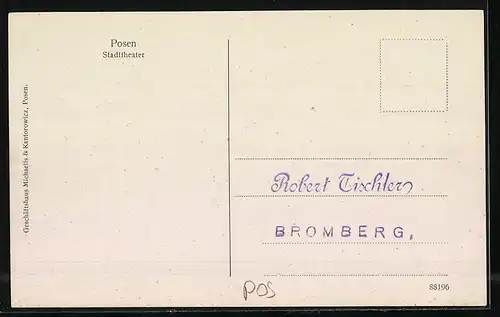 Posen
Stadttheater
Geschäftshaus Michaelis & Kantorowicz, Posen.
Robert Tischler
BROMBERG.
POS
88196